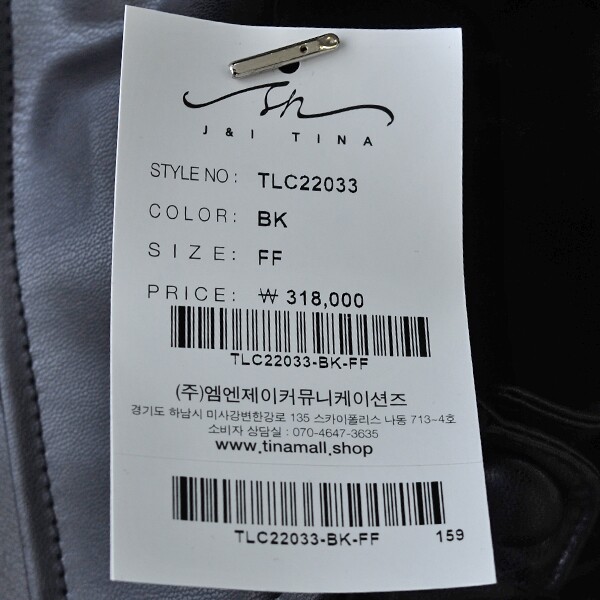 sn
J & I TINA
STYLE NO : TLC22033
COLOR: BK
SIZE: FF
PRICE: ₩ 318,000
TLC22033-BK-FF
(주)엠엔제이커뮤니케이션즈
경기도 하남시 미사강변한강로 135 스카이폴리스 나동 713-4호
소비자 상담실 : 070-4647-3635
www.tinamall.shop
TLC22033-BK-FF 159